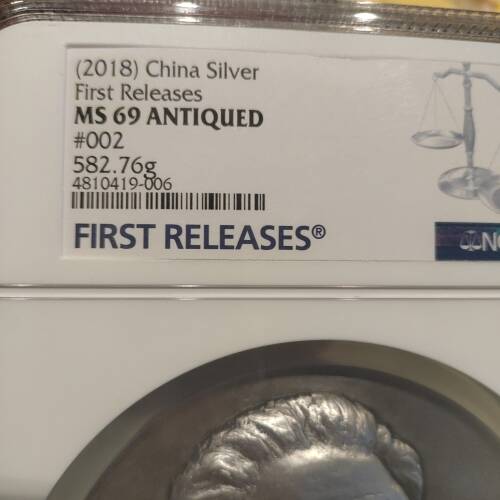 (2018) China Silver
First Releases
MS 69 ANTIQUED
#002
582.76g
4810419-006
FIRST RELEASES®